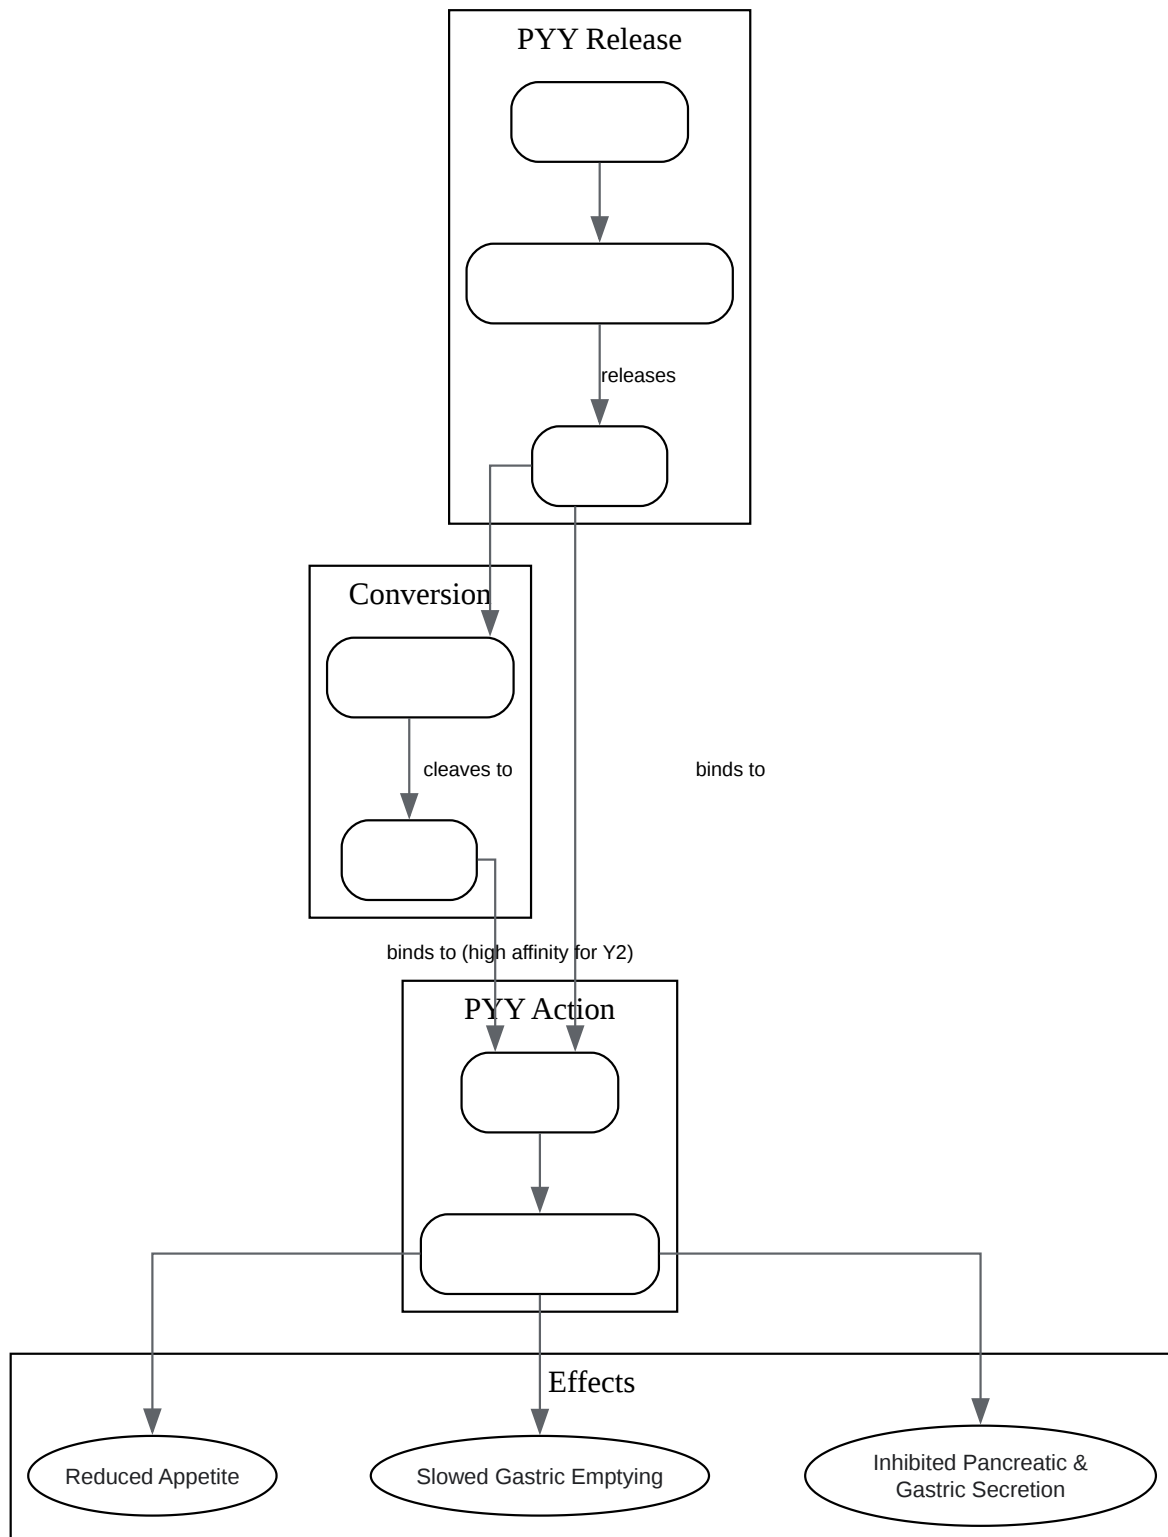 PYY Release
releases
Conversion
cleaves to
binds to
binds to (high affinity for Y2)
PYY Action
Effects
Reduced Appetite
Slowed Gastric Emptying
Inhibited Pancreatic &
Gastric Secretion